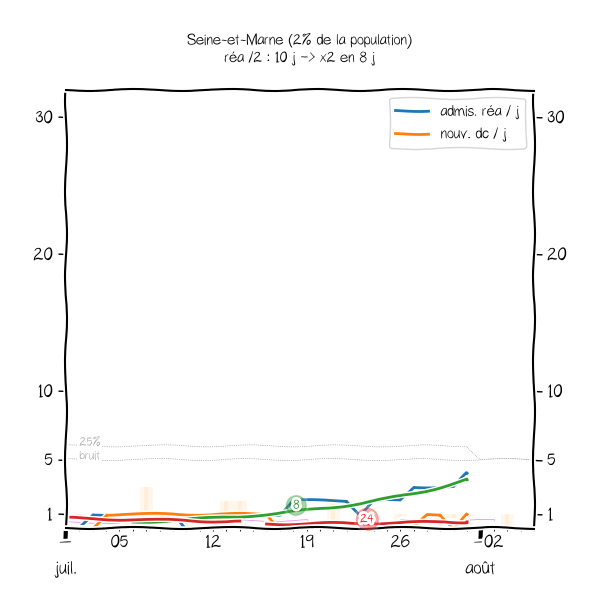 Seine-et-Marne (2% de la population)
réa /2 : 10 j -> x2 en 8 j
admis. réa / j
nouv. dc / j
30
30
20
20
10
10
25%
bruit
5
5
8
24
1
1
05
12
19
26
02
juil.
août